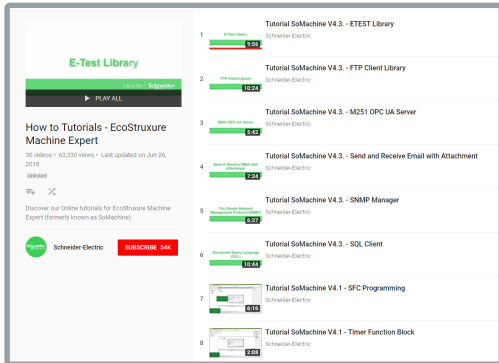 E-Test Library
Life Is On | Schneider
PLAY ALL
How to Tutorials - EcoStruxure
Machine Expert
30 videos • 63,330 views • Last updated on Jun 26,
2018
Unlisted
Discover our Online tutorials for EcoStruxure Machine
Expert (formerly known as SoMachine).
Schneider
Schneider-Electric
SUBSCRIBE 54K
1
E-Test Library
9:56
Tutorial SoMachine V4.3. - ETEST Library
Schneider-Electric
2
FTP Client Library
10:24
Tutorial SoMachine V4.3. - FTP Client Library
Schneider-Electric
3
M251 OPC UA Server
5:42
Tutorial SoMachine V4.3. - M251 OPC UA Server
Schneider-Electric
4
Send & Receive EMail with
Attachement
7:34
Tutorial SoMachine V4.3. - Send and Receive Email with Attachment
Schneider-Electric
5
The Simple Network
Management Protocol (SNMP)
6:37
Tutorial SoMachine V4.3. - SNMP Manager
Schneider-Electric
6
Structured Query Language
(SQL)
10:44
Tutorial SoMachine V4.3. - SQL Client
Schneider-Electric
7
6:16
Tutorial SoMachine V4.1 - SFC Programming
Schneider-Electric
8
2:08
Tutorial SoMachine V4.1 - Timer Function Block
Schneider-Electric